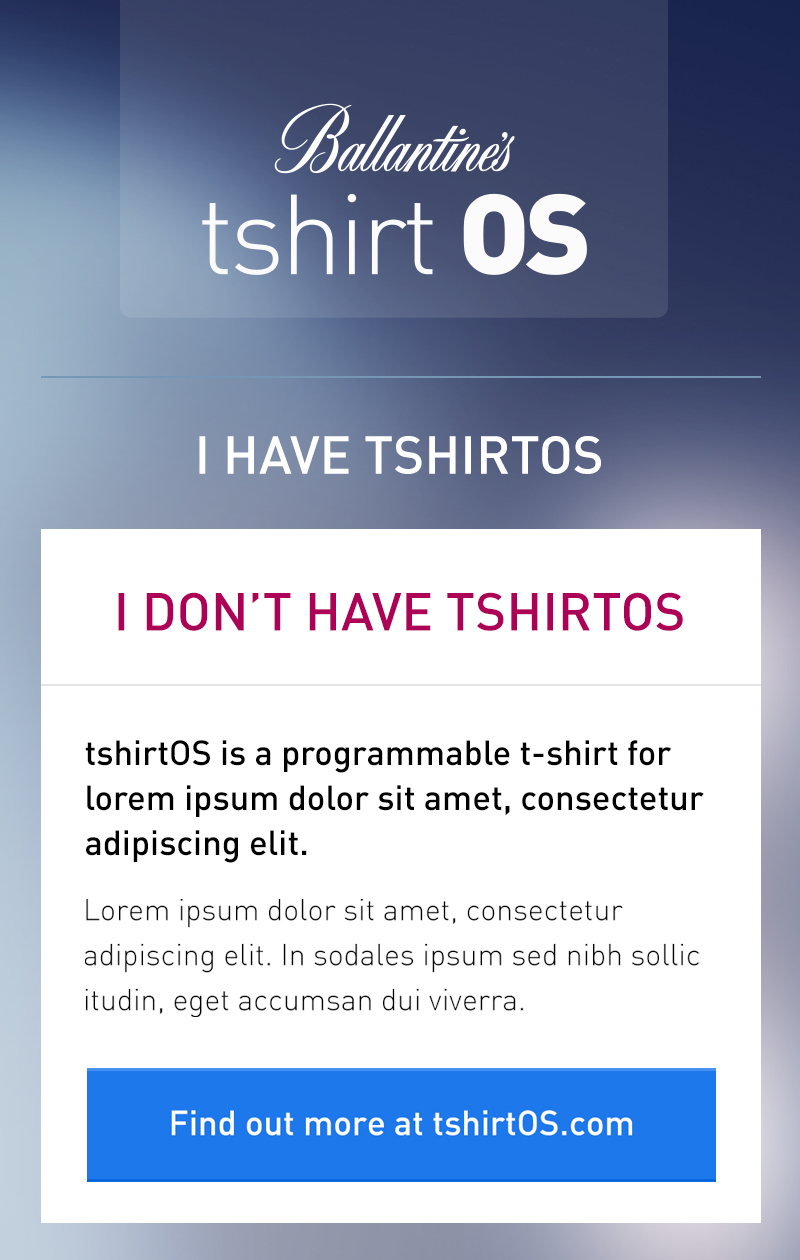 Ballantine's
tshirt OS
I HAVE TSHIRTOS
I DON’T HAVE TSHIRTOS
tshirtOS is a programmable t-shirt for
lorem ipsum dolor sit amet, consectetur
adipiscing elit.
Lorem ipsum dolor sit amet, consectetur
adipiscing elit. In sodales ipsum sed nibh sollic
itudin, eget accumsan dui viverra.
Find out more at tshirtOS.com